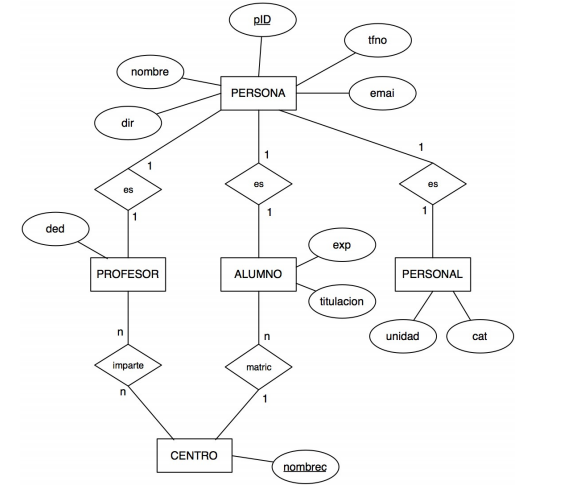 pID
tfno
nombre
PERSONA
emai
dir
1
1
1
es
es
es
1
1
1
ded
exp
PROFESOR
ALUMNO
PERSONAL
titulacion
n
n
unidad
cat
imparte
matric
n
1
CENTRO
nombrec